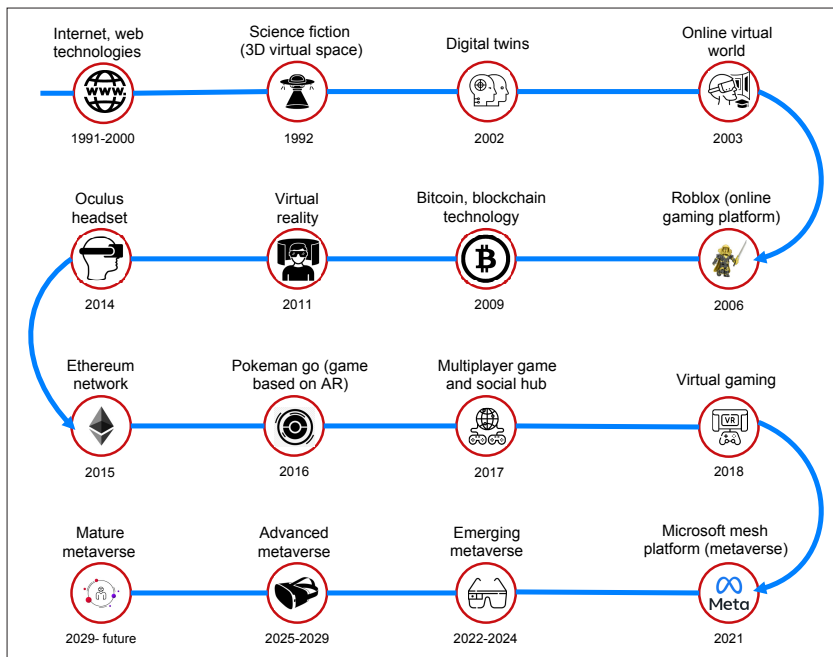 Internet, web
technologies
www.
1991-2000
Science fiction
(3D virtual space)
1992
Digital twins
2002
Online virtual
world
2003
Roblox (online
gaming platform)
2006
Bitcoin, blockchain
technology
B
2009
Virtual
reality
2011
Oculus
headset
2014
Ethereum
network
2015
Pokeman go (game
based on AR)
2016
Multiplayer game
and social hub
2017
Virtual gaming
VR
2018
Microsoft mesh
platform (metaverse)
Meta
2021
Emerging
metaverse
2022-2024
Advanced
metaverse
2025-2029
Mature
metaverse
2029- future